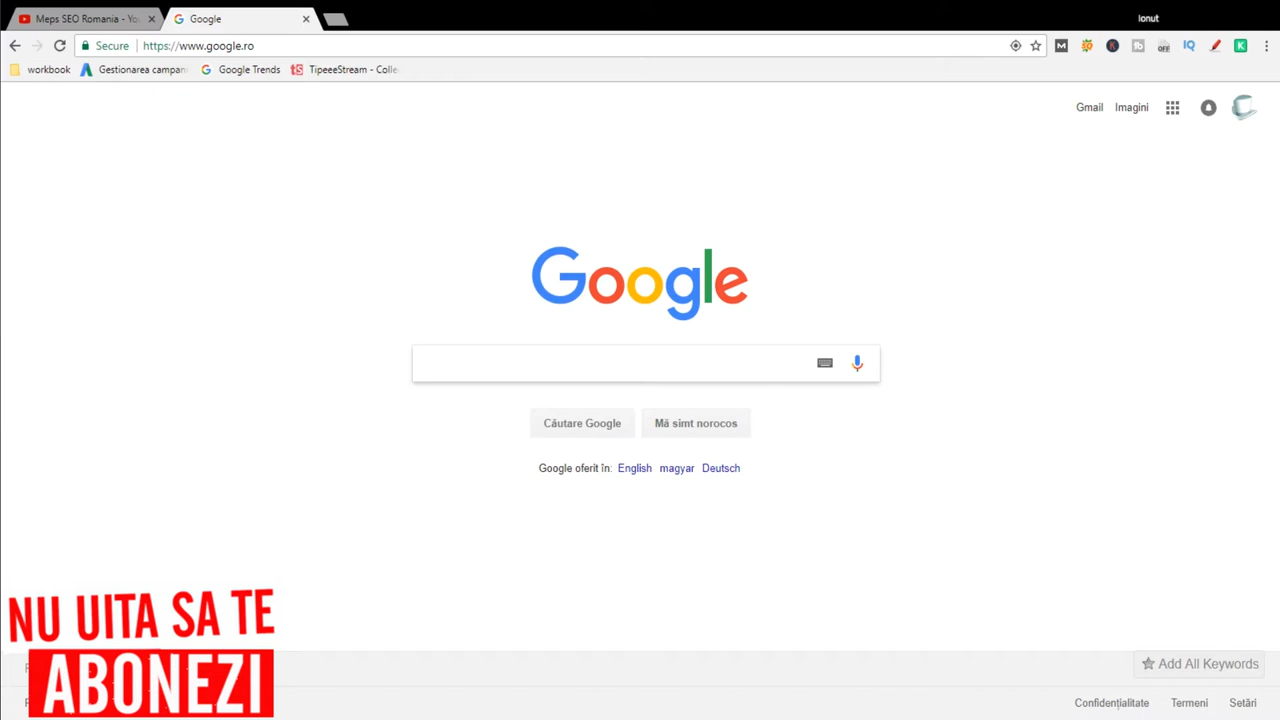 Meps SEO Romania - Yo
Google
Ionut
Secure
https://www.google.ro
workbook
Gestionarea campan
Google Trends
TipeeeStream - Colle
Gmail
Imagini
Google
Căutare Google
Mă simt norocos
Google oferit în: English magyar Deutsch
NU UITA SA TE
ABONEZI
Add All Keywords
Confidențialitate
Termeni
Setări